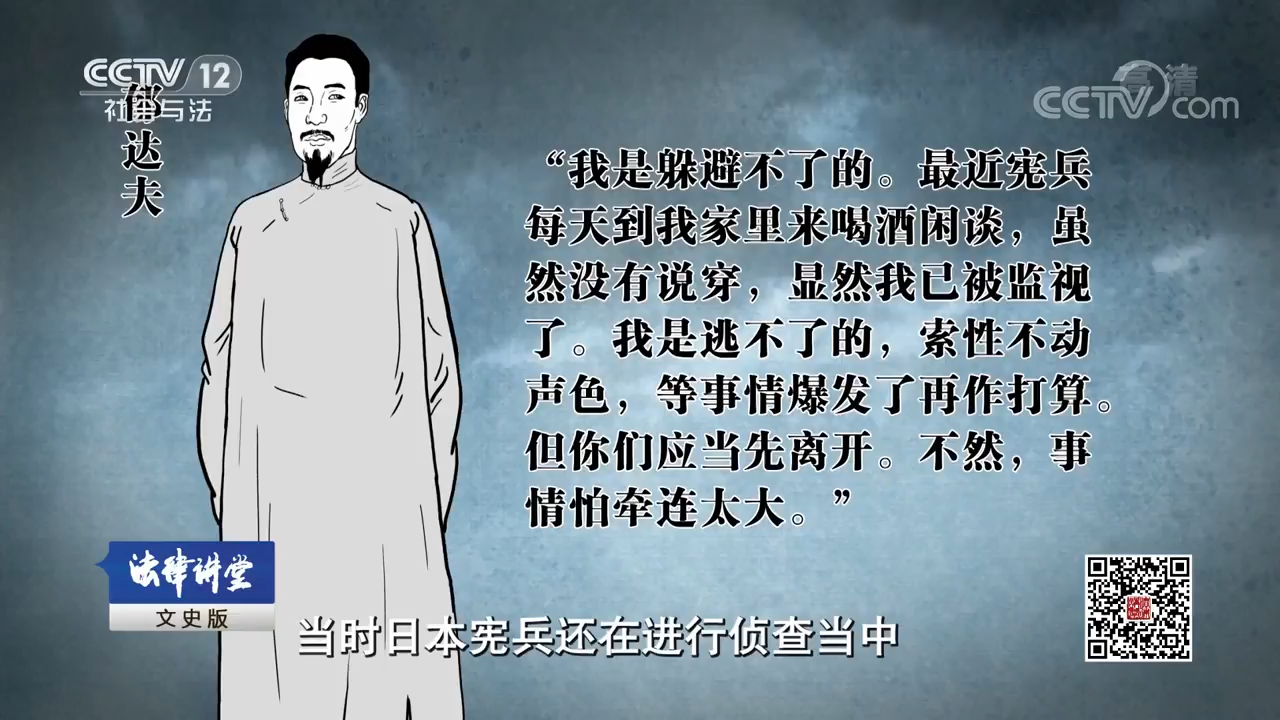 CCTV 12
社会与法
郁达夫
高清
CCTV.com
“我是躲避不了的。最近宪兵
每天到我家里来喝酒闲谈，虽
然没有说穿，显然我已被监视
了。我是逃不了的，索性不动
声色，等事情爆发了再作打算。
但你们应当先离开。不然，事
情怕牵连太大。”
法律讲堂
文史版
当时日本宪兵还在进行侦查当中